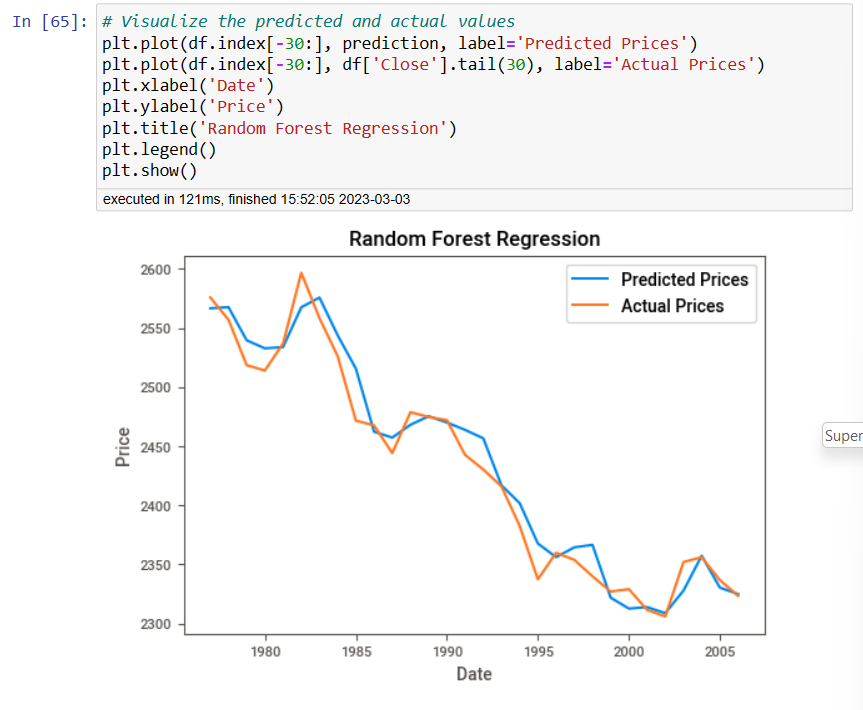 In [65]: # Visualize the predicted and actual values
plt.plot(df.index[-30:], prediction, label='Predicted Prices')
plt.plot(df.index[-30:], df['Close'].tail(30), label='Actual Prices')
plt.xlabel('Date')
plt.ylabel('Price')
plt.title('Random Forest Regression')
plt.legend()
plt.show()
executed in 121ms, finished 15:52:05 2023-03-03
Random Forest Regression
Predicted Prices
Actual Prices
2600
2550
2500
2450
2400
2350
2300
Price
1980 1985 1990 1995 2000 2005
Date
Super